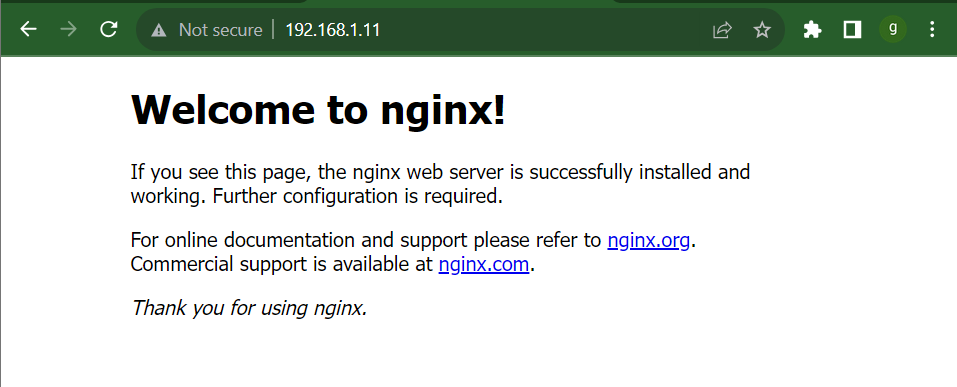 Not secure | 192.168.1.11
g
Welcome to nginx!
If you see this page, the nginx web server is successfully installed and
working. Further configuration is required.
For online documentation and support please refer to nginx.org.
Commercial support is available at nginx.com.
Thank you for using nginx.